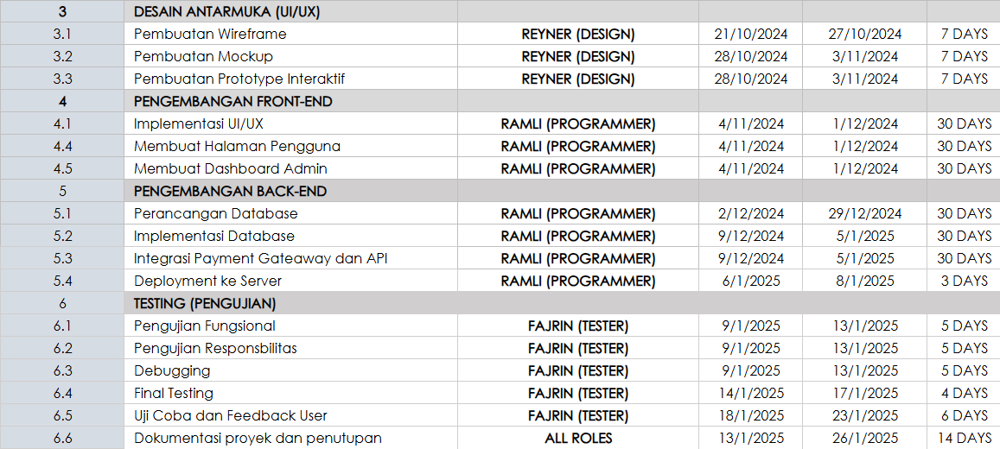 3 DESAIN ANTARMUKA (UI/UX)
3.1 Pembuatan Wireframe REYNER (DESIGN) 21/10/2024 27/10/2024 7 DAYS
3.2 Pembuatan Mockup REYNER (DESIGN) 28/10/2024 3/11/2024 7 DAYS
3.3 Pembuatan Prototype Interaktif REYNER (DESIGN) 28/10/2024 3/11/2024 7 DAYS
4 PENGEMBANGAN FRONT-END
4.1 Implementasi UI/UX RAMLI (PROGRAMMER) 4/11/2024 1/12/2024 30 DAYS
4.4 Membuat Halaman Pengguna RAMLI (PROGRAMMER) 4/11/2024 1/12/2024 30 DAYS
4.5 Membuat Dashboard Admin RAMLI (PROGRAMMER) 4/11/2024 1/12/2024 30 DAYS
5 PENGEMBANGAN BACK-END
5.1 Perancangan Database RAMLI (PROGRAMMER) 2/12/2024 29/12/2024 30 DAYS
5.2 Implementasi Database RAMLI (PROGRAMMER) 9/12/2024 5/1/2025 30 DAYS
5.3 Integrasi Payment Gateaway dan API RAMLI (PROGRAMMER) 9/12/2024 5/1/2025 30 DAYS
5.4 Deployment ke Server RAMLI (PROGRAMMER) 6/1/2025 8/1/2025 3 DAYS
6 TESTING (PENGUJIAN)
6.1 Pengujian Fungsional FAJRIN (TESTER) 9/1/2025 13/1/2025 5 DAYS
6.2 Pengujian Responsbilitas FAJRIN (TESTER) 9/1/2025 13/1/2025 5 DAYS
6.3 Debugging FAJRIN (TESTER) 9/1/2025 13/1/2025 5 DAYS
6.4 Final Testing FAJRIN (TESTER) 14/1/2025 17/1/2025 4 DAYS
6.5 Uji Coba dan Feedback User FAJRIN (TESTER) 18/1/2025 23/1/2025 6 DAYS
6.6 Dokumentasi proyek dan penutupan ALL ROLES 13/1/2025 26/1/2025 14 DAYS